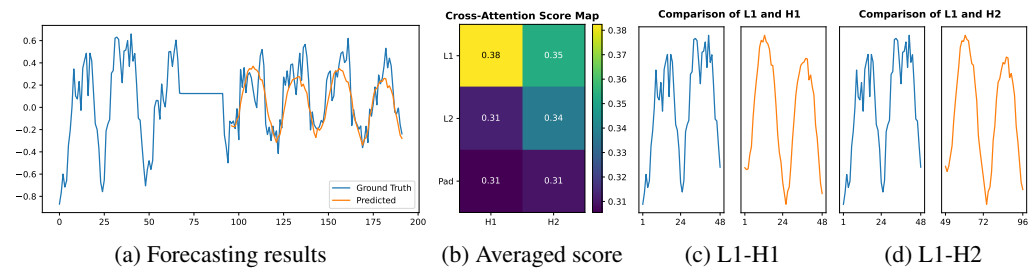 Cross-Attention Score Map
Comparison of L1 and H1
Comparison of L1 and H2
0.6
0.4
0.2
0.0
−0.2
−0.4
−0.6
−0.8
0 25 50 75 100 125 150 175 200
Ground Truth
Predicted
L1
L2
Pad
0.38 0.35
0.31 0.34
0.31 0.31
H1 H2
0.38
0.37
0.36
0.35
0.34
0.33
0.32
0.31
1 24 48
1 24 48
1 24 48
49 72 96
(a) Forecasting results
(b) Averaged score
(c) L1-H1
(d) L1-H2